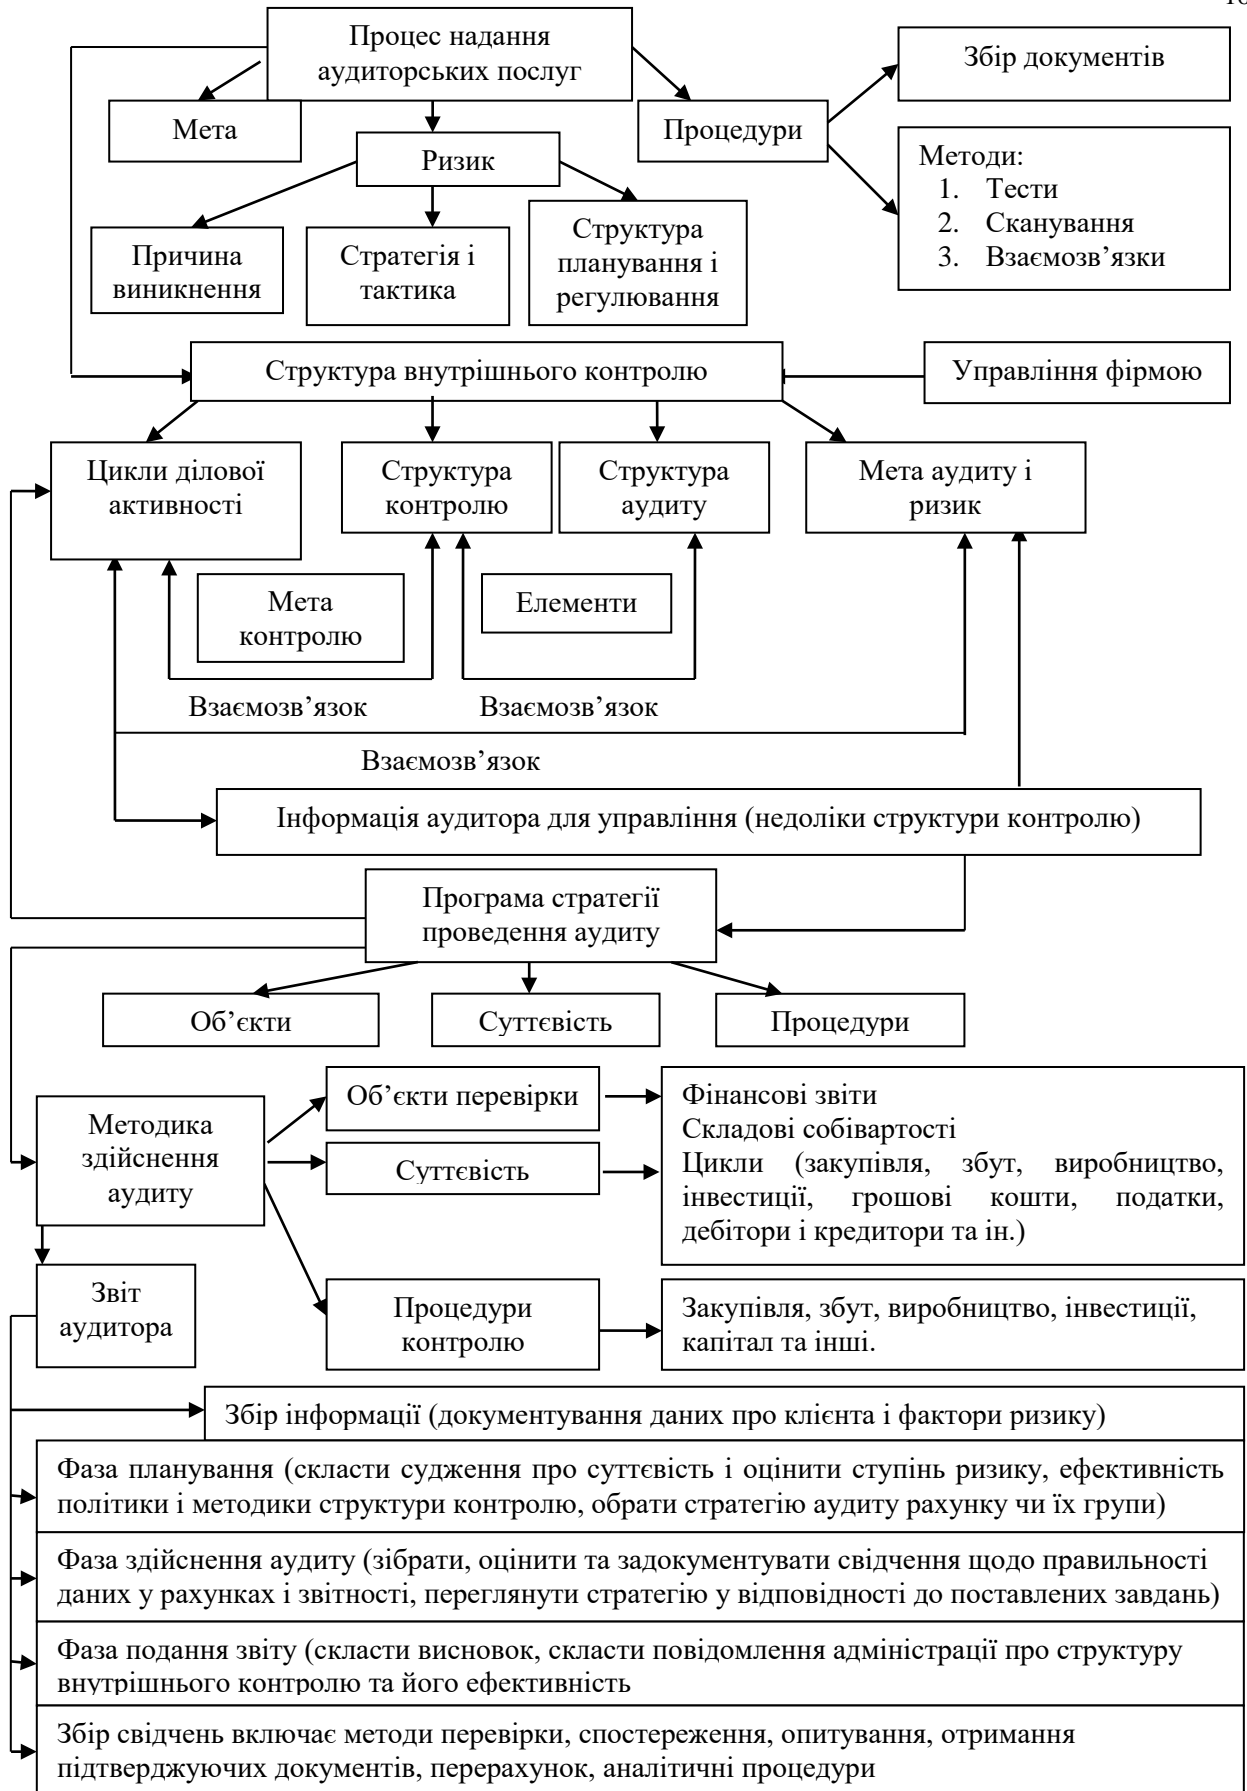 Процес надання
аудиторських послуг
Збір документів
Мета
Процедури
Ризик
Методи:
1. Тести
2. Сканування
3. Взаємозв’язки
Причина
виникнення
Стратегія і
тактика
Структура
планування і
регулювання
Структура внутрішнього контролю
Управління фірмою
Цикли ділової
активності
Структура
контролю
Структура
аудиту
Мета аудиту і
ризик
Мета
контролю
Елементи
Взаємозв’язок
Взаємозв’язок
Взаємозв’язок
Інформація аудитора для управління (недоліки структури контролю)
Програма стратегії
проведення аудиту
Об’єкти
Суттєвість
Процедури
Методика
здійснення
аудиту
Об’єкти перевірки
Суттєвість
Фінансові звіти
Складові собівартості
Цикли (закупівля, збут, виробництво,
інвестиції, грошові кошти, податки,
дебітори і кредитори та ін.)
Звіт
аудитора
Процедури
контролю
Закупівля, збут, виробництво, інвестиції,
капітал та інші.
Збір інформації (документування даних про клієнта і фактори ризику)
Фаза планування (скласти судження про суттєвість і оцінити ступінь ризику, ефективність
політики і методики структури контролю, обрати стратегію аудиту рахунку чи їх групи)
Фаза здійснення аудиту (зібрати, оцінити та задокументувати свідчення щодо правильності
даних у рахунках і звітності, переглянути стратегію у відповідності до поставлених завдань)
Фаза подання звіту (скласти висновок, скласти повідомлення адміністрації про структуру
внутрішнього контролю та його ефективність
Збір свідчень включає методи перевірки, спостереження, опитування, отримання
підтверджуючих документів, перерахунок, аналітичні процедури